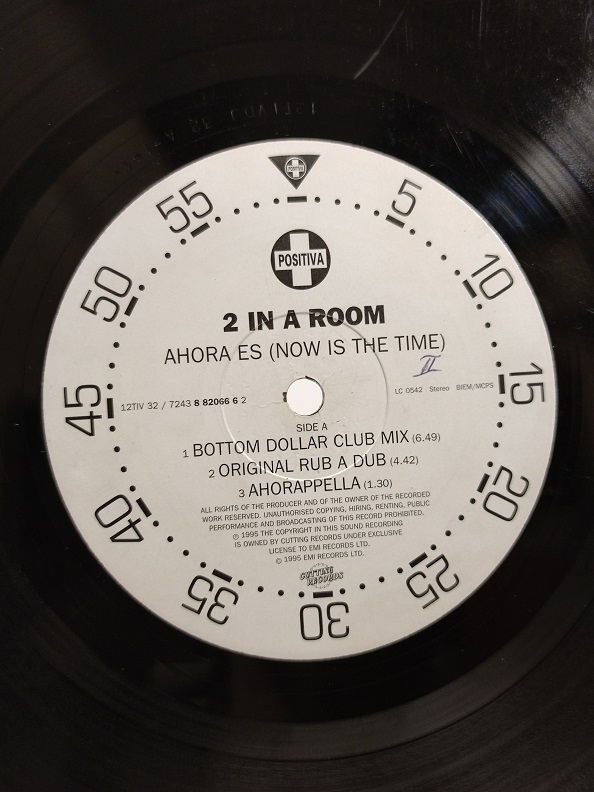 12TIVDJ 32 A
POSITIVA
5
10
15
20
25
30
35
40
45
50
55
POSITIVA
2 IN A ROOM
AHORA ES (NOW IS THE TIME)
II
12TIV 32 / 7243 8 82066 6 2
LC 0542 Stereo BIEM/MCPS
SIDE A
1 BOTTOM DOLLAR CLUB MIX (6.49)
2 ORIGINAL RUB A DUB (4.42)
3 AHORAPPELLA (1.30)
ALL RIGHTS OF THE PRODUCER AND OF THE OWNER OF THE RECORDED
WORK RESERVED. UNAUTHORISED COPYING, HIRING, RENTING, PUBLIC
PERFORMANCE AND BROADCASTING OF THIS RECORD PROHIBITED.
℗ 1995 THE COPYRIGHT IN THIS SOUND RECORDING
IS OWNED BY CUTTING RECORDS UNDER EXCLUSIVE
LICENSE TO EMI RECORDS LTD.
© 1995 EMI RECORDS LTD.
CUTTING
RECORDS